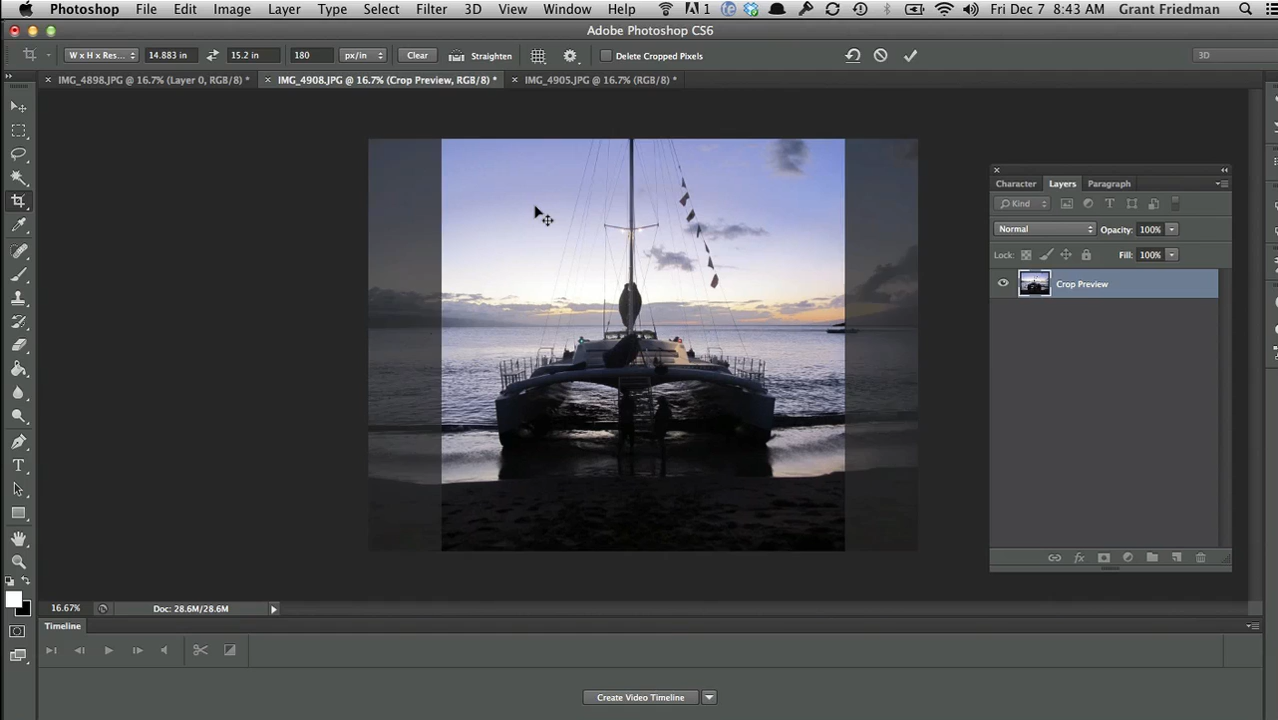 Photoshop File Edit Image Layer Type Select Filter 3D View Window Help 1 Fri Dec 7 8:43 AM Grant Friedman
Adobe Photoshop CS6
W x H x Res... 14.883 in 15.2 in 180 px/in Clear Straighten Delete Cropped Pixels 3D
IMG_4898.JPG @ 16.7% (Layer 0, RGB/8) * IMG_4908.JPG @ 16.7% (Crop Preview, RGB/8) * IMG_4905.JPG @ 16.7% (RGB/8) *
Character Layers Paragraph
Kind
Normal Opacity: 100%
Lock: Fill: 100%
Crop Preview
16.67% Doc: 28.6M/28.6M
Timeline
Create Video Timeline